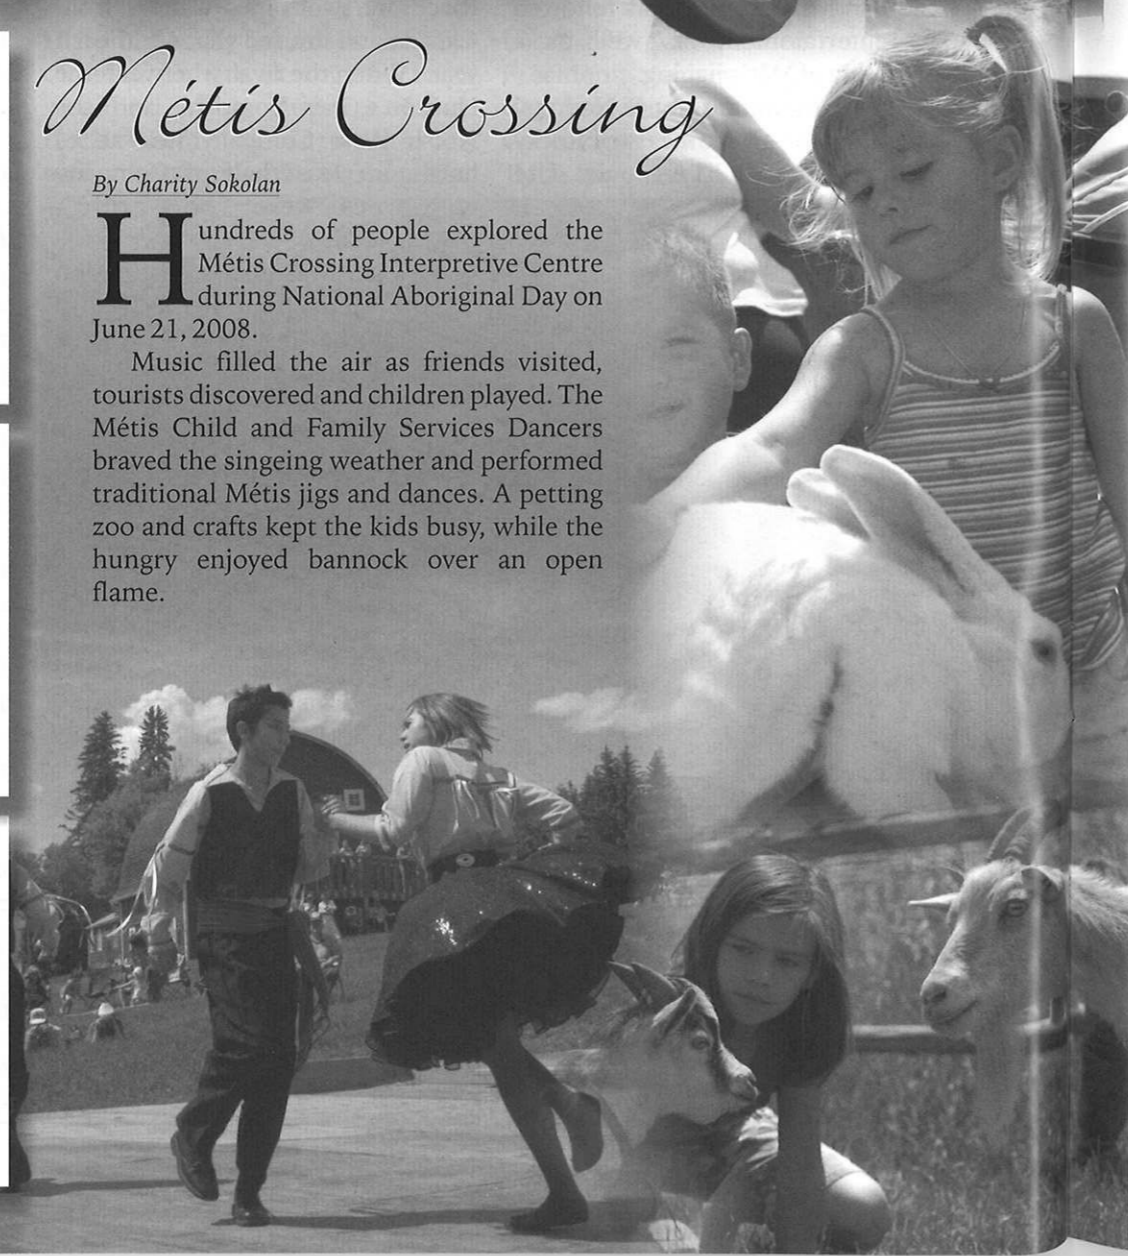 Métis Crossing
By Charity Sokolan
Hundreds of people explored the
Métis Crossing Interpretive Centre
during National Aboriginal Day on
June 21, 2008.
Music filled the air as friends visited,
tourists discovered and children played. The
Métis Child and Family Services Dancers
braved the singeing weather and performed
traditional Métis jigs and dances. A petting
zoo and crafts kept the kids busy, while the
hungry enjoyed bannock over an open
flame.